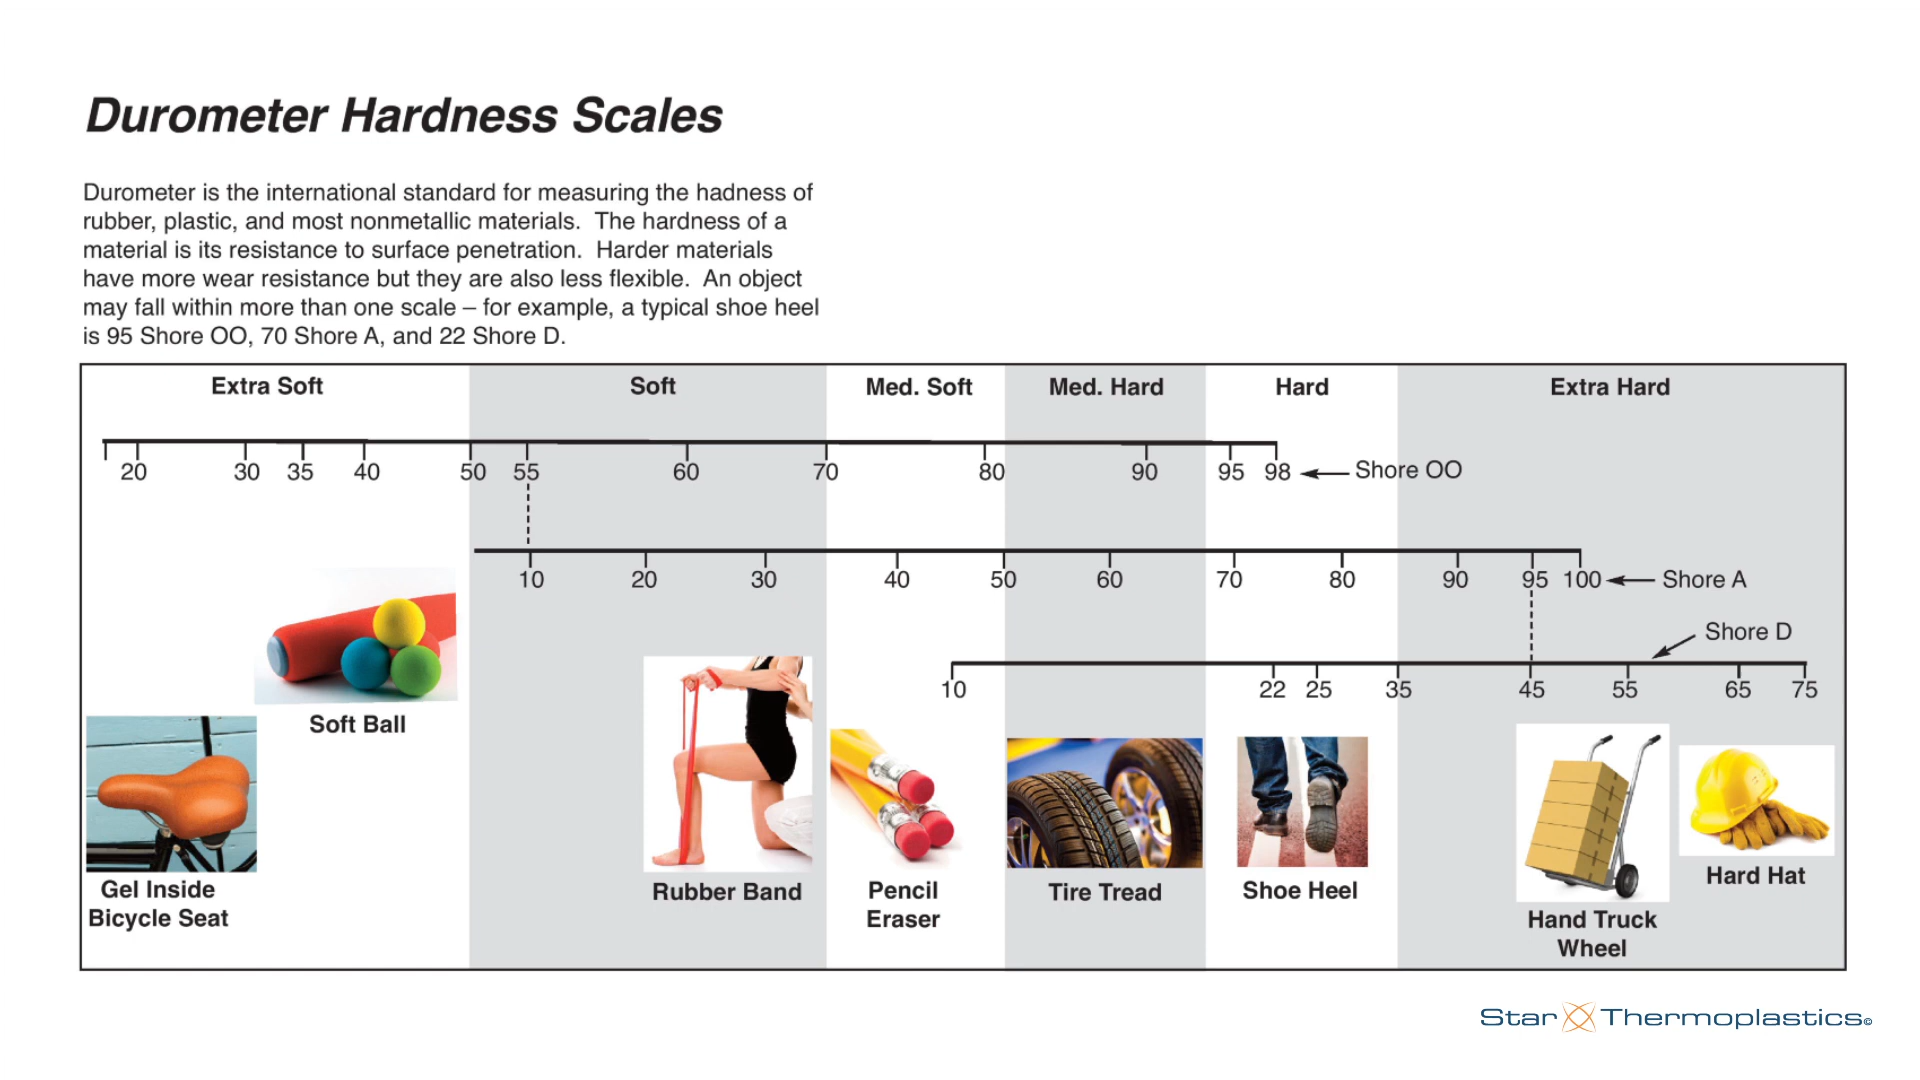 Durometer Hardness Scales
Durometer is the international standard for measuring the hadness of
rubber, plastic, and most nonmetallic materials.  The hardness of a
material is its resistance to surface penetration.  Harder materials
have more wear resistance but they are also less flexible.  An object
may fall within more than one scale – for example, a typical shoe heel
is 95 Shore OO, 70 Shore A, and 22 Shore D.
Extra Soft Soft Med. Soft Med. Hard Hard Extra Hard
20 30 35 40 50 55 60 70 80 90 95 98 Shore OO
10 20 30 40 50 60 70 80 90 95 100 Shore A
Shore D
10 22 25 35 45 55 65 75
Soft Ball
Gel Inside
Bicycle Seat
Rubber Band
Pencil
Eraser
Tire Tread
Shoe Heel
Hand Truck
Wheel
Hard Hat
Star Thermoplastics©